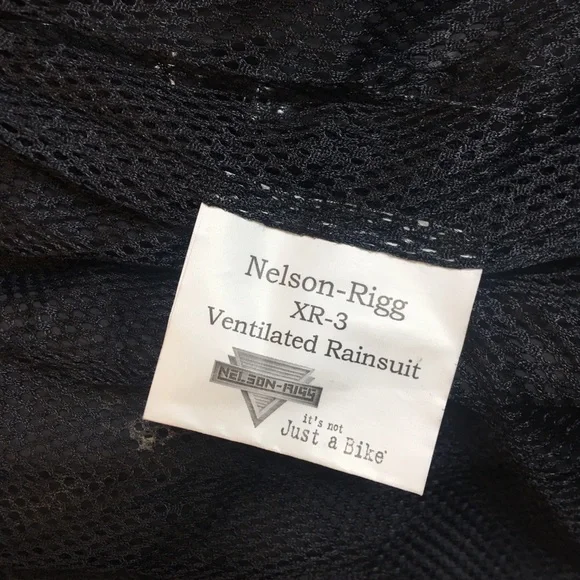 Nelson-Rigg
XR-3
Ventilated Rainsuit
NELSON-RIGG
it's not
Just a Bike®